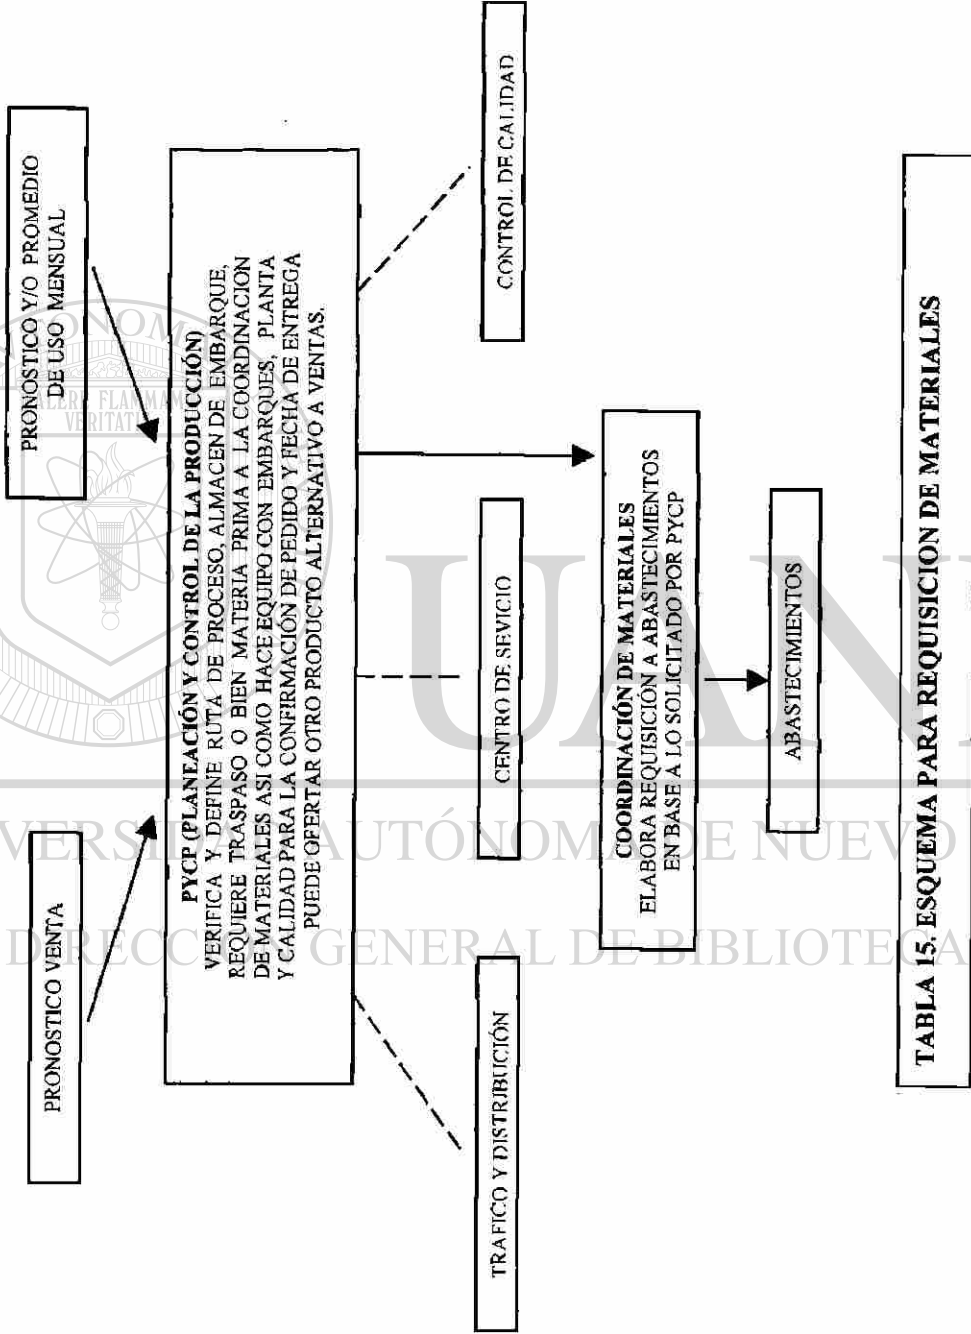 PRONOSTICO VENTA
PRONOSTICO Y/O PROMEDIO
DE USO MENSUAL
PYCP (PLANEACIÓN Y CONTROL DE LA PRODUCCIÓN)
VERIFICA Y DEFINE RUTA DE PROCESO, ALMACEN DE EMBARQUE,
REQUIERE TRASPASO O BIEN MATERIA PRIMA A LA COORDINACION
DE MATERIALES ASI COMO HACE EQUIPO CON EMBARQUES, PLANTA
Y CALIDAD PARA LA CONFIRMACIÓN DE PEDIDO Y FECHA DE ENTREGA
PUEDE OFERTAR OTRO PRODUCTO ALTERNATIVO A VENTAS.
TRAFICO Y DISTRIBUCIÓN
CENTRO DE SEVICIO
CONTROL DE CALIDAD
COORDINACIÓN DE MATERIALES
ELABORA REQUISICIÓN A ABASTECIMIENTOS
EN BASE A LO SOLICITADO POR PYCP
ABASTECIMIENTOS
TABLA 15. ESQUEMA PARA REQUISICION DE MATERIALES
UAN
AUTÓNOMA DE NUEVO
GENERAL DE BIBLIOTECA
VERITATI